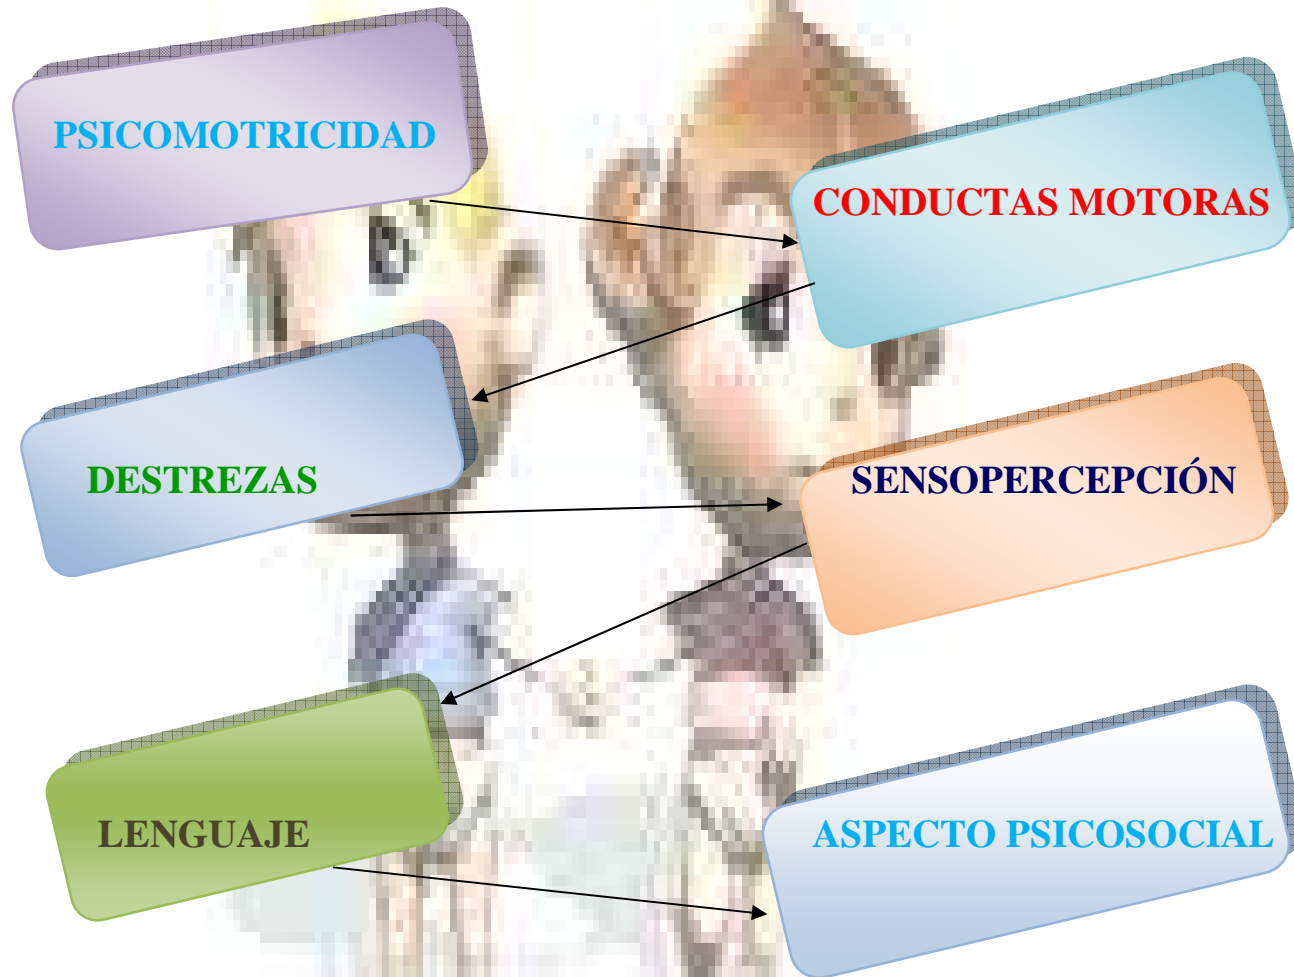 PSICOMOTRICIDAD
CONDUCTAS MOTORAS
DESTREZAS
SENSOPERCEPCIÓN
LENGUAJE
ASPECTO PSICOSOCIAL